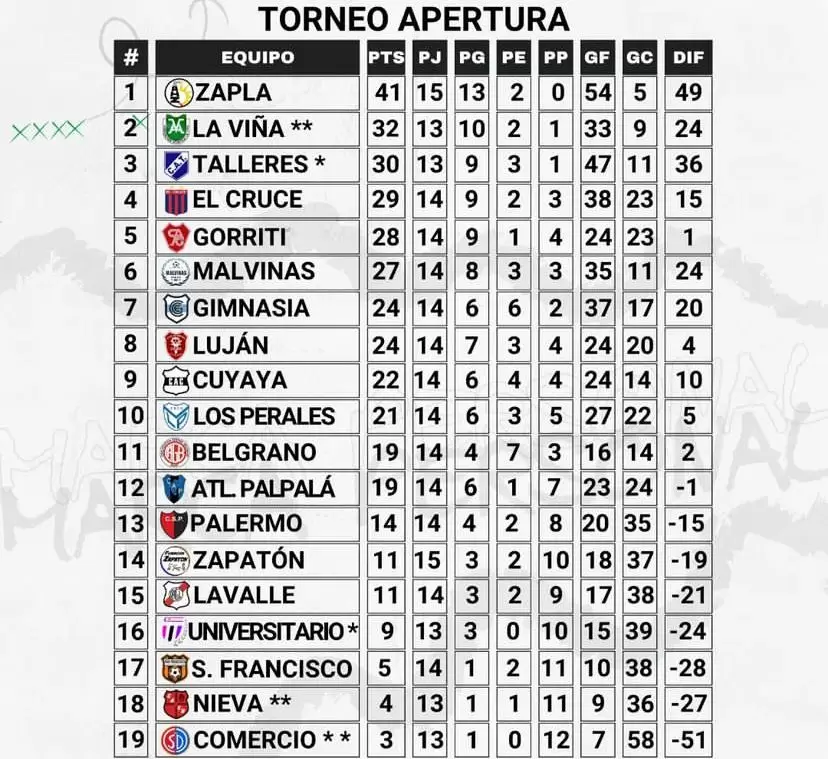 TORNEO APERTURA
# EQUIPO PTS PJ PG PE PP GF GC DIF
1 ZAPLA 41 15 13 2 0 54 5 49
XXXX
2 LA VIÑA ** 32 13 10 2 1 33 9 24
3 TALLERES * 30 13 9 3 1 47 11 36
4 EL CRUCE 29 14 9 2 3 38 23 15
5 GORRITI 28 14 9 1 4 24 23 1
6 MALVINAS 27 14 8 3 3 35 11 24
7 GIMNASIA 24 14 6 6 2 37 17 20
8 LUJÁN 24 14 7 3 4 24 20 4
9 CUYAYA 22 14 6 4 4 24 14 10
10 LOS PERALES 21 14 6 3 5 27 22 5
11 BELGRANO 19 14 4 7 3 16 14 2
12 ATL. PALPALÁ 19 14 6 1 7 23 24 -1
13 PALERMO 14 14 4 2 8 20 35 -15
14 ZAPATÓN 11 15 3 2 10 18 37 -19
15 LAVALLE 11 14 3 2 9 17 38 -21
16 UNIVERSITARIO * 9 13 3 0 10 15 39 -24
17 S. FRANCISCO 5 14 1 2 11 10 38 -28
18 NIEVA ** 4 13 1 1 11 9 36 -27
19 COMERCIO * * 3 13 1 0 12 7 58 -51